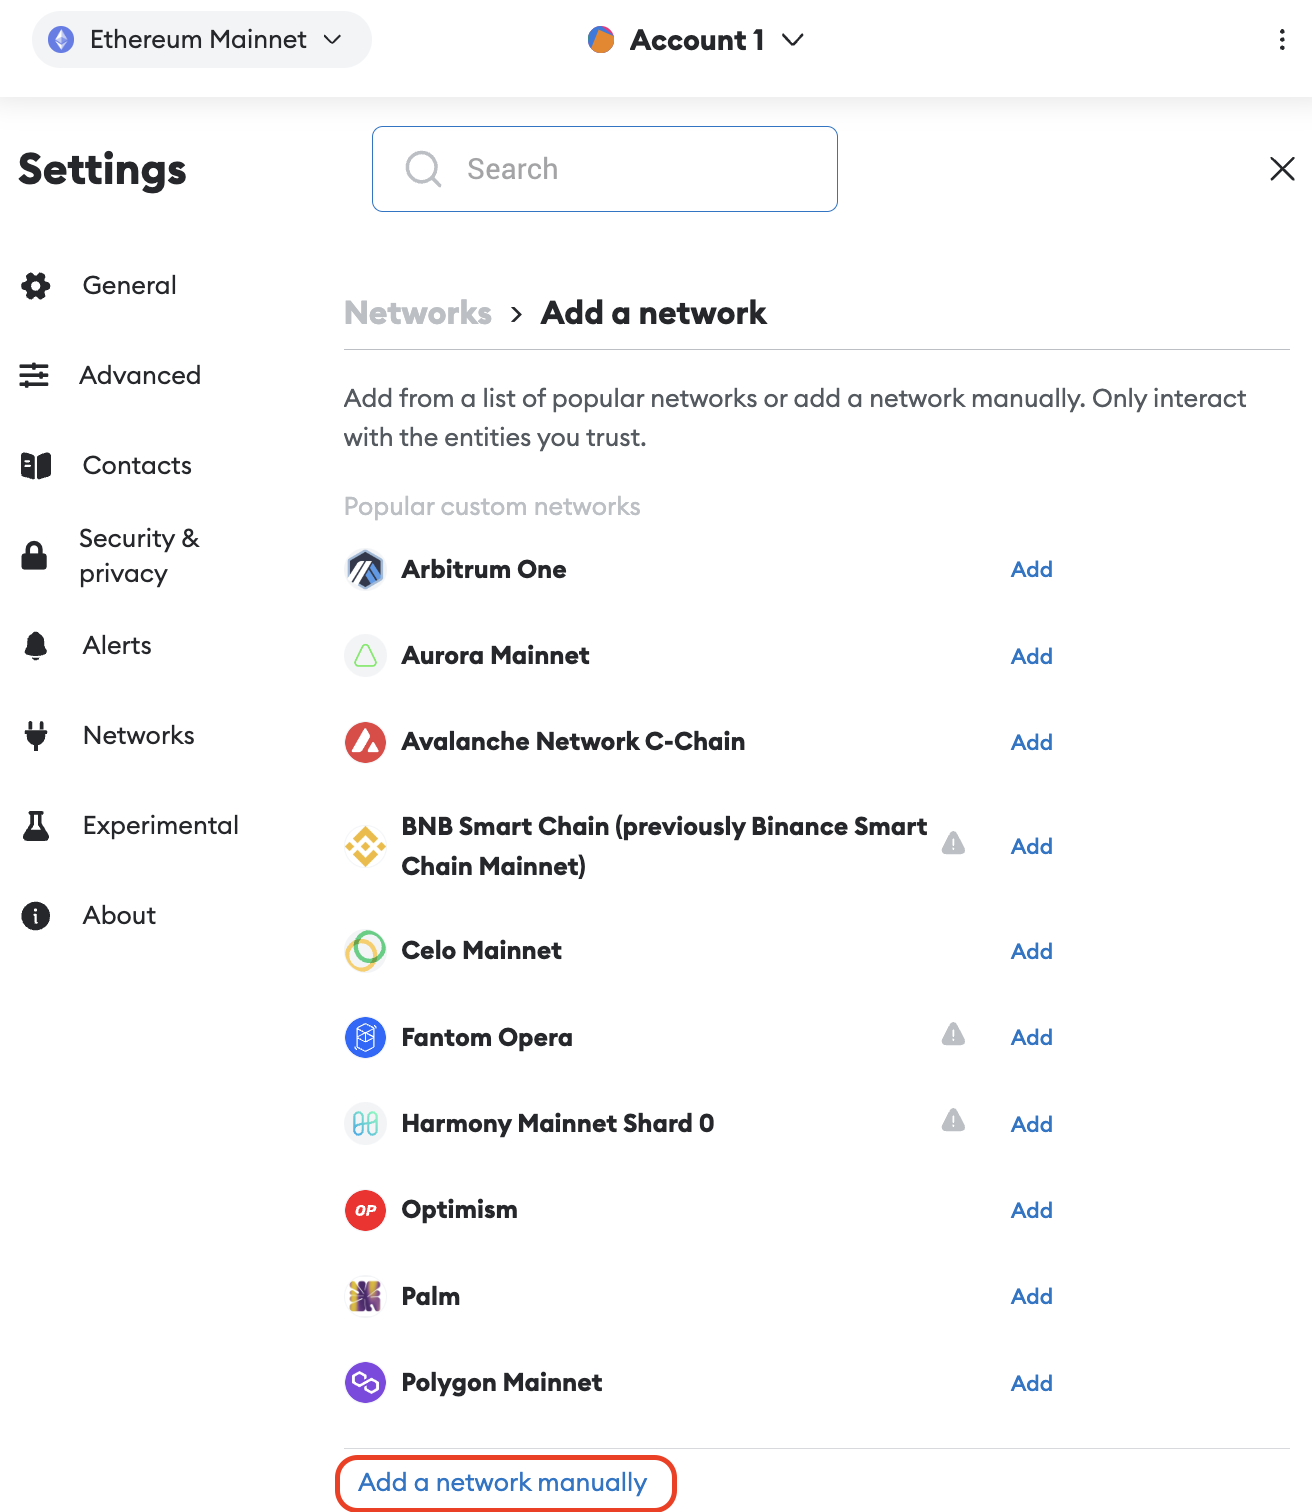 Ethereum Mainnet
Account 1
Settings
Search
General
Advanced
Contacts
Security &
privacy
Alerts
Networks
Experimental
About
Networks > Add a network
Add from a list of popular networks or add a network manually. Only interact
with the entities you trust.
Popular custom networks
Arbitrum One Add
Aurora Mainnet Add
Avalanche Network C-Chain Add
BNB Smart Chain (previously Binance Smart
Chain Mainnet) Add
Celo Mainnet Add
Fantom Opera Add
Harmony Mainnet Shard 0 Add
OP Optimism Add
Palm Add
Polygon Mainnet Add
Add a network manually